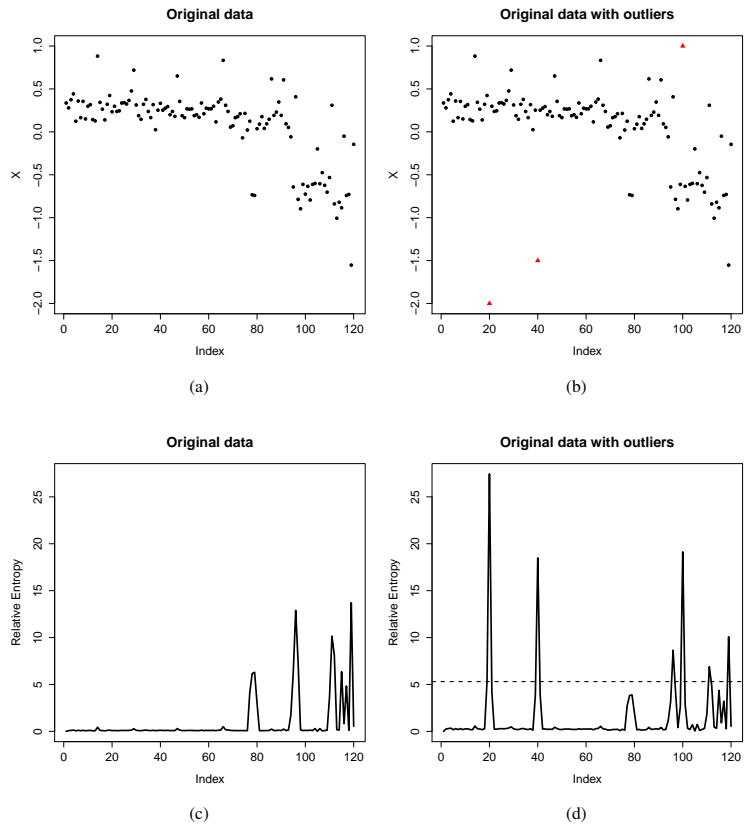 Original data
1.0
0.5
0.0
−0.5
−1.0
−1.5
−2.0
X
0 20 40 60 80 100 120
Index
(a)
Original data with outliers
1.0
0.5
0.0
−0.5
−1.0
−1.5
−2.0
X
0 20 40 60 80 100 120
Index
(b)
Original data
25
20
15
10
5
0
Relative Entropy
0 20 40 60 80 100 120
Index
(c)
Original data with outliers
25
20
15
10
5
0
Relative Entropy
0 20 40 60 80 100 120
Index
(d)